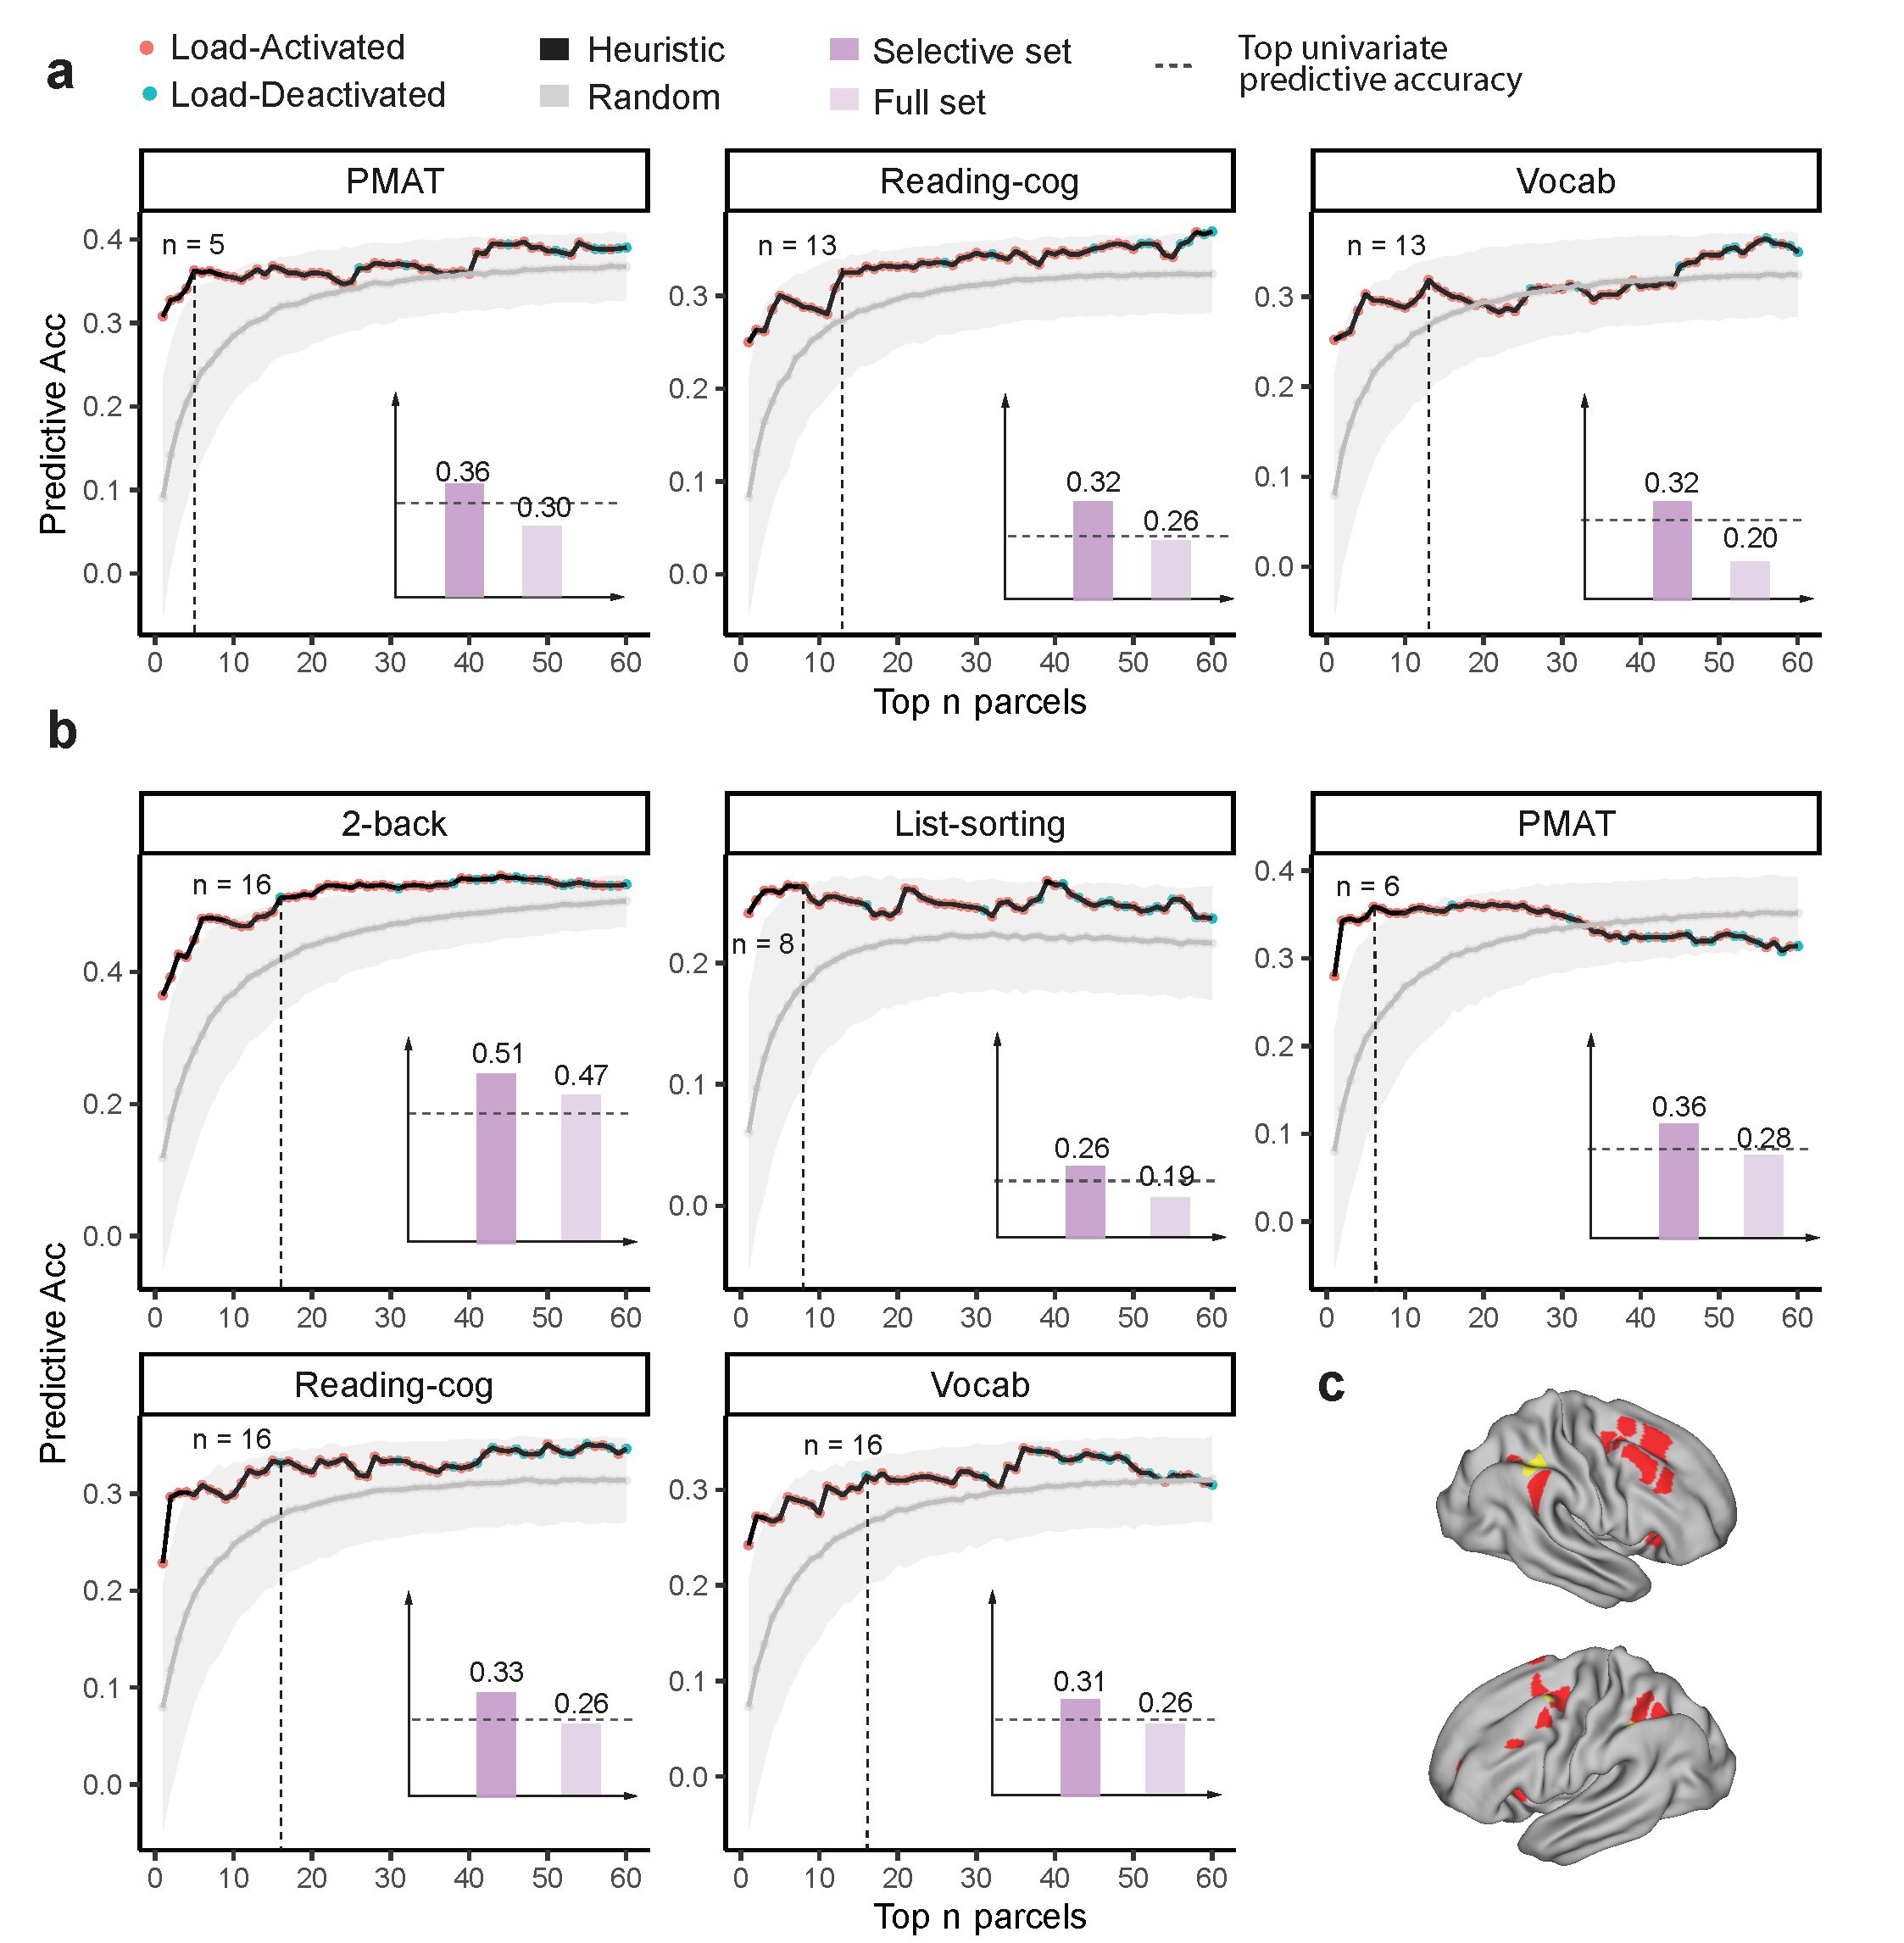 a
Load-Activated
Load-Deactivated
Heuristic
Random
Selective set
Full set
Top univariate
predictive accuracy
PMAT
Reading-cog
Vocab
Predictive Acc
0.4
0.3
0.2
0.1
0.0
n = 5
0.36
0.30
0 10 20 30 40 50 60
0.3
0.2
0.1
0.0
n = 13
0.32
0.26
0 10 20 30 40 50 60
0.3
0.2
0.1
0.0
n = 13
0.32
0.20
0 10 20 30 40 50 60
Top n parcels
b
2-back
List-sorting
PMAT
Predictive Acc
0.4
0.2
0.0
n = 16
0.51
0.47
0 10 20 30 40 50 60
0.2
0.1
0.0
n = 8
0.26
0.19
0 10 20 30 40 50 60
0.4
0.3
0.2
0.1
0.0
n = 6
0.36
0.28
0 10 20 30 40 50 60
Reading-cog
Vocab
0.3
0.2
0.1
0.0
n = 16
0.33
0.26
0 10 20 30 40 50 60
0.3
0.2
0.1
0.0
n = 16
0.31
0.26
0 10 20 30 40 50 60
Top n parcels
c